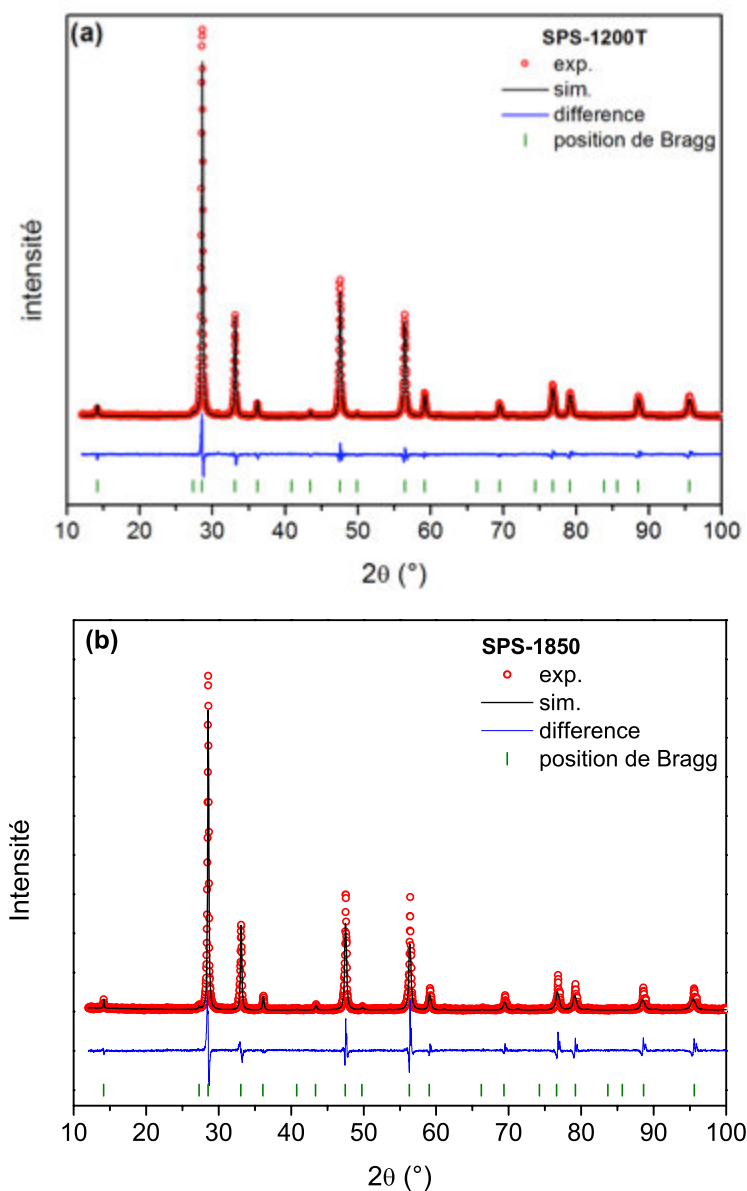 (a)
SPS-1200T
exp.
sim.
difference
position de Bragg
intensité
10 20 30 40 50 60 70 80 90 100
2θ (°)
(b)
SPS-1850
exp.
sim.
difference
position de Bragg
Intensité
10 20 30 40 50 60 70 80 90 100
2θ (°)